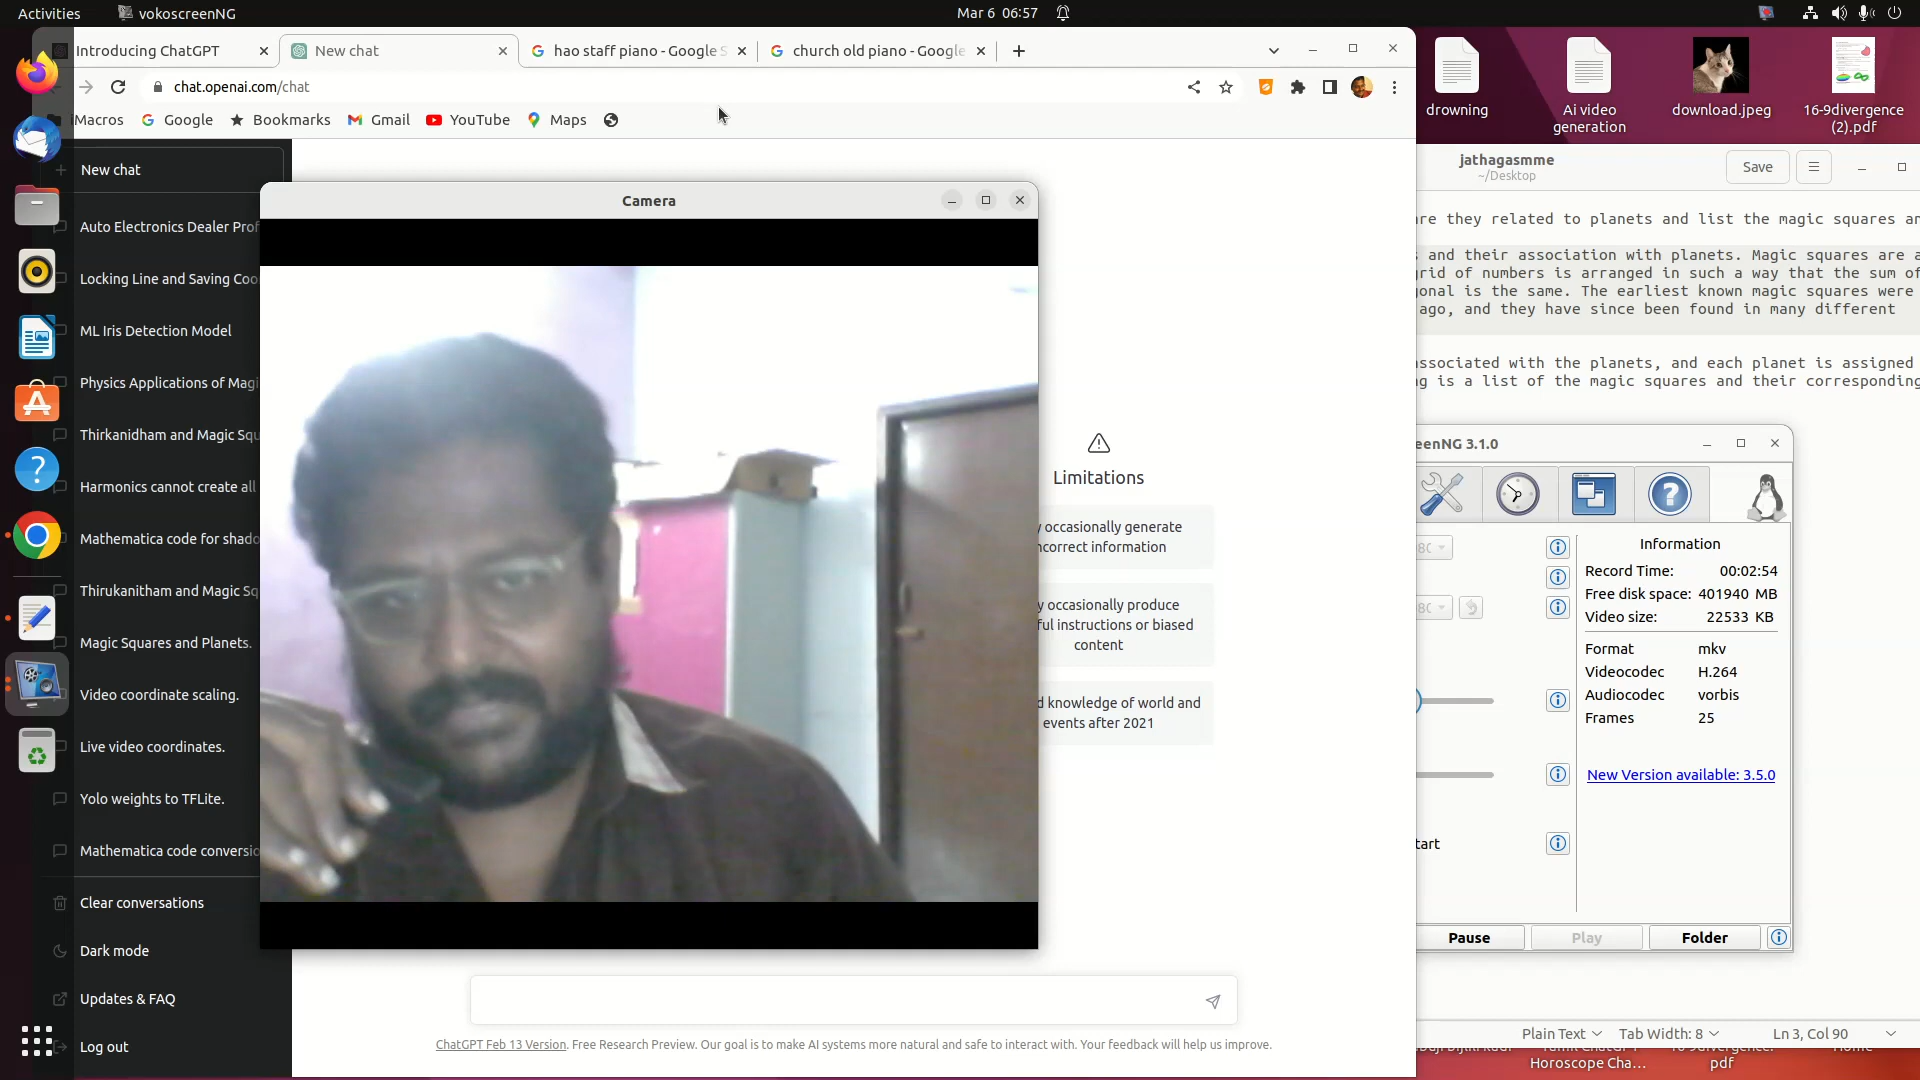 Activities
vokoscreenNG
Mar 6 06:57
Introducing ChatGPT
New chat
hao staff piano - Google S
church old piano - Google
chat.openai.com/chat
Macros
Google
Bookmarks
Gmail
YouTube
Maps
New chat
Auto Electronics Dealer Prof
Locking Line and Saving Coo
ML Iris Detection Model
Physics Applications of Magi
Thirkanidham and Magic Squ
Harmonics cannot create all
Mathematica code for shado
Thirukanitham and Magic Sq
Magic Squares and Planets.
Video coordinate scaling.
Live video coordinates.
Yolo weights to TFLite.
Mathematica code conversio
Clear conversations
Dark mode
Updates & FAQ
Log out
Camera
Limitations
y occasionally generate
ncorrect information
y occasionally produce
ful instructions or biased
content
d knowledge of world and
events after 2021
ChatGPT Feb 13 Version. Free Research Preview. Our goal is to make AI systems more natural and safe to interact with. Your feedback will help us improve.
drowning
Ai video
generation
download.jpeg
16-9divergence
(2).pdf
jathagasmme
~/Desktop
Save
re they related to planets and list the magic squares an
s and their association with planets. Magic squares are a
grid of numbers is arranged in such a way that the sum of
gonal is the same. The earliest known magic squares were
ago, and they have since been found in many different
associated with the planets, and each planet is assigned
ng is a list of the magic squares and their corresponding
eenNG 3.1.0
Information
Record Time: 00:02:54
Free disk space: 401940 MB
Video size: 22533 KB
Format mkv
Videocodec H.264
Audiocodec vorbis
Frames 25
New Version available: 3.5.0
tart
Pause
Play
Folder
Plain Text
Tab Width: 8
Ln 3, Col 90
Horoscope Cha...
pdf